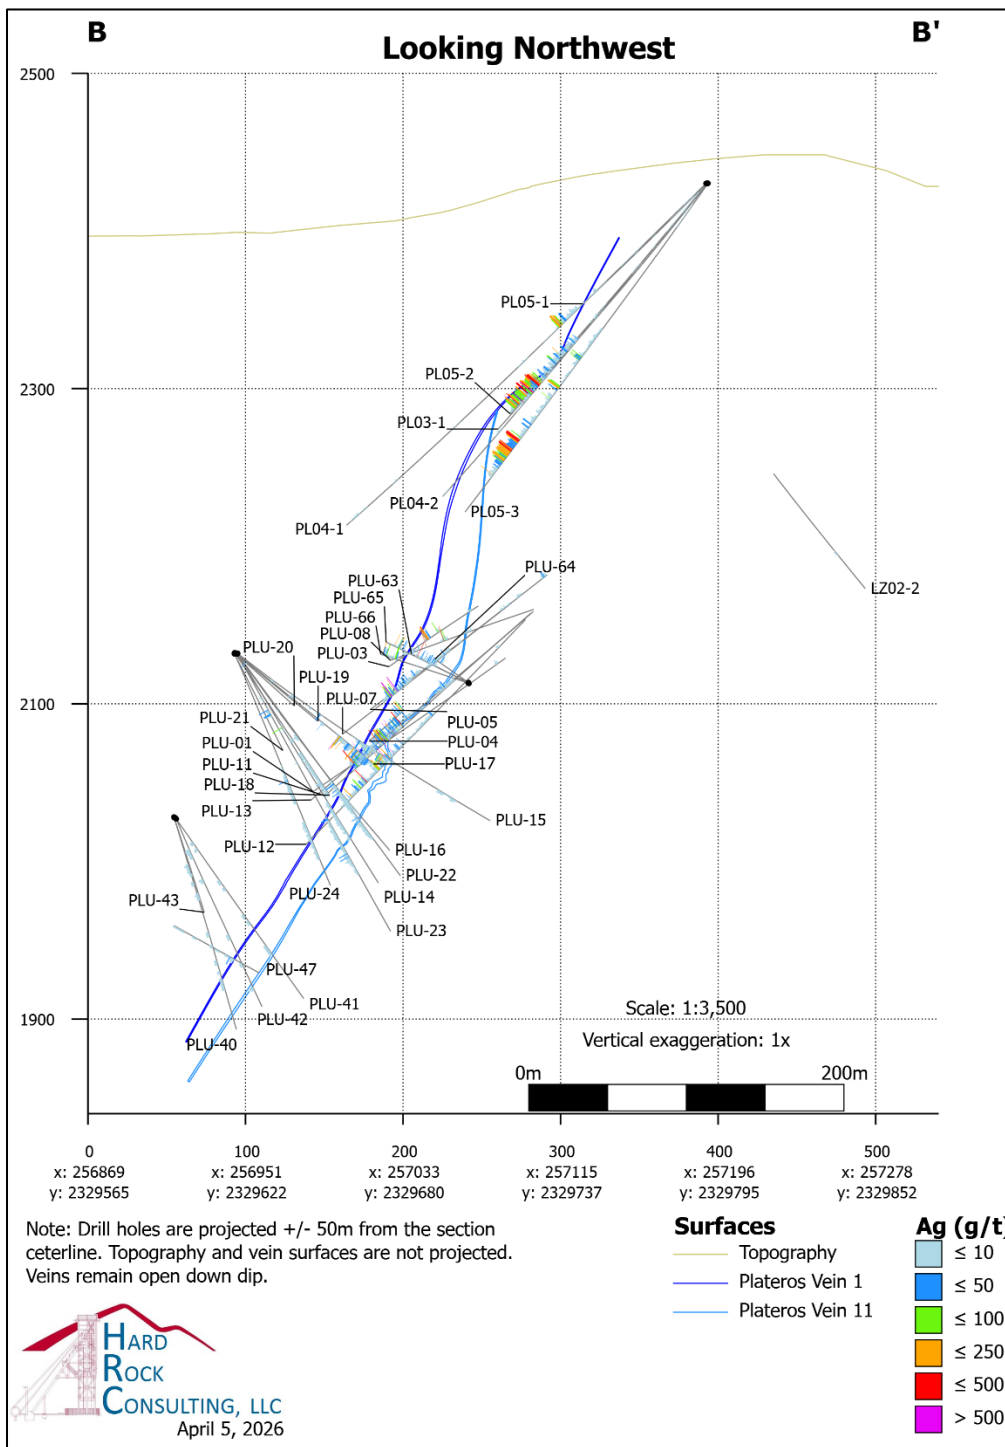 B
B'
Looking Northwest
2500
PL05-1
2300
PL05-2
PL03-1
PL04-2
PL05-3
PL04-1
PLU-64
PLU-63
PLU-65
LZ02-2
PLU-66
PLU-08
PLU-20
PLU-03
PLU-19
PLU-07
2100
PLU-21
PLU-05
PLU-01
PLU-04
PLU-11
PLU-17
PLU-18
PLU-13
PLU-15
PLU-12
PLU-16
PLU-22
PLU-24
PLU-14
PLU-43
PLU-23
PLU-47
PLU-41
Scale: 1:3,500
1900
PLU-42
PLU-40
Vertical exaggeration: 1x
0m
200m
0 100 200 300 400 500
x: 256869 x: 256951 x: 257033 x: 257115 x: 257196 x: 257278
y: 2329565 y: 2329622 y: 2329680 y: 2329737 y: 2329795 y: 2329852
Note: Drill holes are projected +/- 50m from the section
ceterline. Topography and vein surfaces are not projected.
Veins remain open down dip.
Surfaces
Topography
Plateros Vein 1
Plateros Vein 11
Ag (g/t)
≤ 10
≤ 50
≤ 100
≤ 250
≤ 500
> 500
HARD
ROCK
CONSULTING, LLC
April 5, 2026